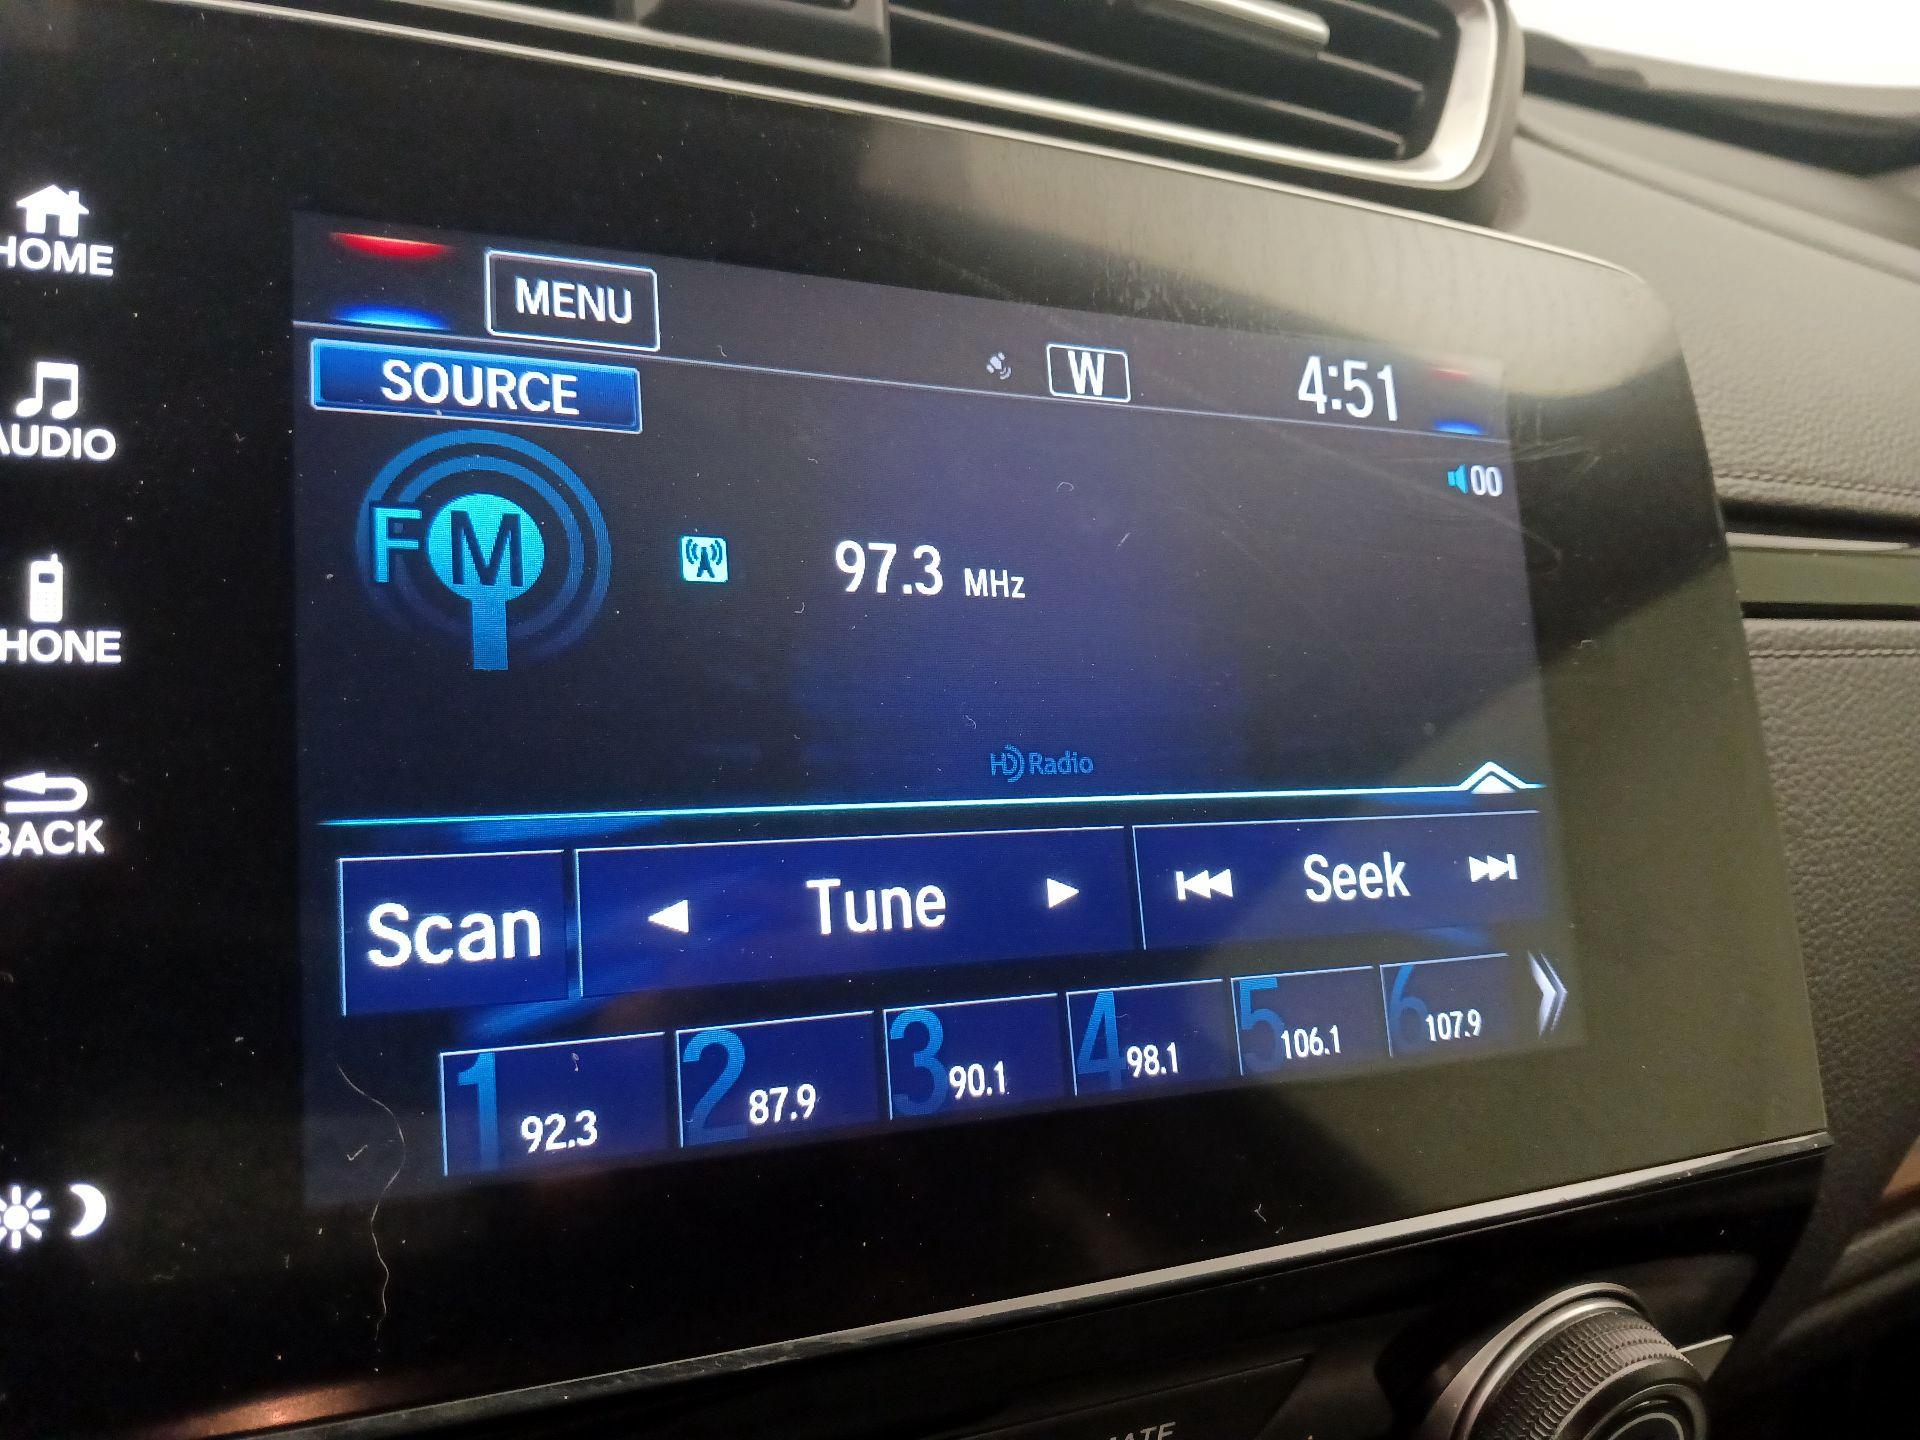 HOME
AUDIO
PHONE
BACK
MENU
W
4:51
SOURCE
00
FM
97.3 MHz
HD Radio
Scan
Tune
Seek
1 92.3
2 87.9
3 90.1
4 98.1
5 106.1
6 107.9